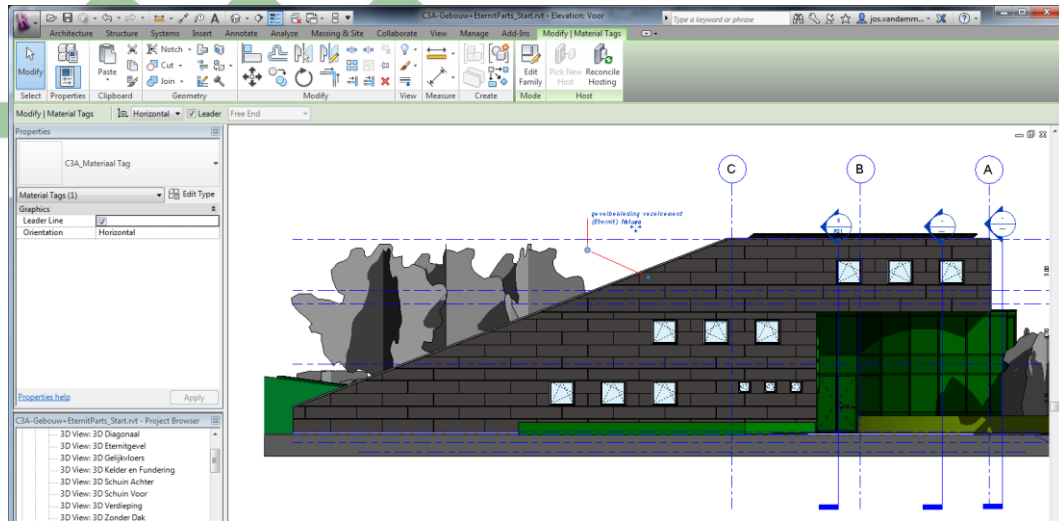 C3A-Gebouw+EternitParts_Start.rvt - Elevation: Voor
Type a keyword or phrase
jos.vandamm...
Architecture Structure Systems Insert Annotate Analyze Massing & Site Collaborate View Manage Add-Ins Modify | Material Tags
Modify
Paste
Notch
Cut
Join
Edit Family
Pick New Host
Reconcile Hosting
Select Properties Clipboard Geometry Modify View Measure Create Mode Host
Modify | Material Tags Horizontal Leader Free End
Properties
C3A_Materiaal Tag
Material Tags (1) Edit Type
Graphics
Leader Line
Orientation Horizontal
Properties help Apply
C3A-Gebouw+EternitParts_Start.rvt - Project Browser
3D View: 3D Diagonaal
3D View: 3D Eternitgevel
3D View: 3D Gelijkvloers
3D View: 3D Kelder en Fundering
3D View: 3D Schuin Achter
3D View: 3D Schuin Voor
3D View: 3D Verdieping
3D View: 3D Zonder Dak
C B A
gevelbekleding vezelcement
(Eternit) Natura